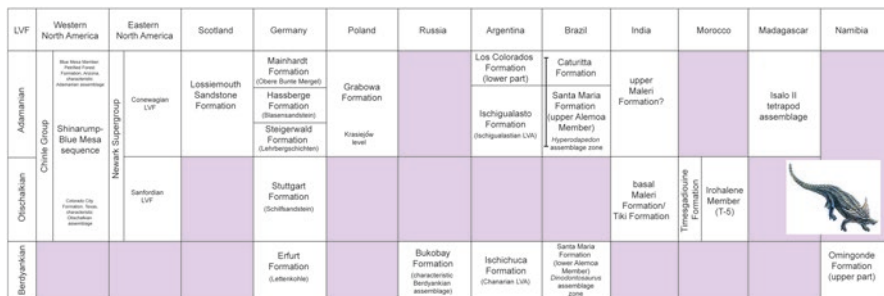 LVF
Western
North America
Eastern
North America
Scotland
Germany
Poland
Russia
Argentina
Brazil
India
Morocco
Madagascar
Namibia
Adamanian
Chinle Group
Blue Mesa Member
Petrified Forest
Formation, Arizona,
characteristic
Adamanian assemblage
Shinarump-
Blue Mesa
sequence
Newark Supergroup
Conewagian
LVF
Lossiemouth
Sandstone
Formation
Mainhardt
Formation
(Obere Bunte Mergel)
Hassberge
Formation
(Blasensandstein)
Steigerwald
Formation
(Lehrbergschichten)
Grabowa
Formation
Krasiejów
level
Los Colorados
Formation
(lower part)
Ischigualasto
Formation
(Ischigualastian LVA)
Caturitta
Formation
Santa Maria
Formation
(upper Alemoa
Member)
Hyperodapedon
assemblage zone
upper
Maleri
Formation?
Isalo II
tetrapod
assemblage
Otischalkian
Colorado City
Formation, Texas,
characteristic
Otischalkian
assemblage
Sanfordian
LVF
Stuttgart
Formation
(Schilfsandstein)
basal
Maleri
Formation/
Tiki Formation
Timesgadiouine
Formation
Irohalene
Member
(T-5)
Berdyankian
Erfurt
Formation
(Lettenkohle)
Bukobay
Formation
(characteristic
Berdyankian
assemblage)
Ischichuca
Formation
(Chanarian LVA)
Santa Maria
Formation
(lower Alemoa
Member)
Dinodontosaurus
assemblage
zone
Omingonde
Formation
(upper part)